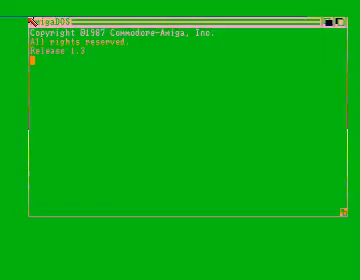 AmigaDOS
Copyright ©1987 Commodore-Amiga, Inc.
All rights reserved.
Release 1.3